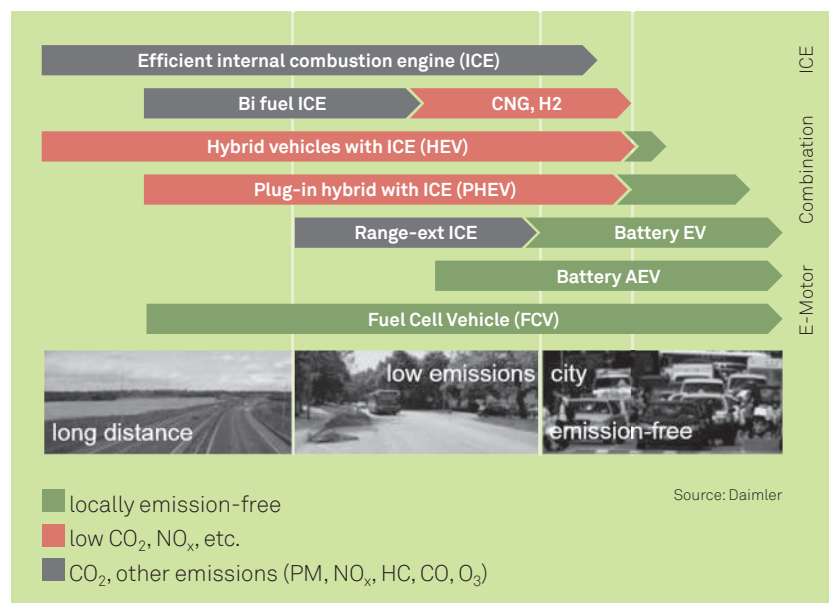 Efficient internal combustion engine (ICE)
ICE
Bi fuel ICE
CNG, H2
Hybrid vehicles with ICE (HEV)
Plug-in hybrid with ICE (PHEV)
Combination
Range-ext ICE
Battery EV
Battery AEV
E-Motor
Fuel Cell Vehicle (FCV)
low emissions
city
long distance
emission-free
locally emission-free
Source: Daimler
low CO₂, NOₓ, etc.
CO₂, other emissions (PM, NOₓ, HC, CO, O₃)